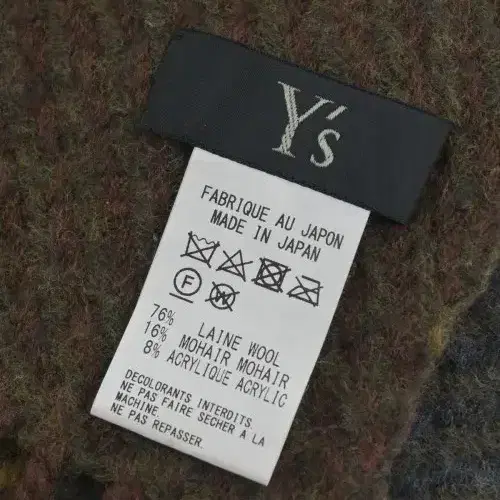 Y's
FABRIQUE AU JAPON
MADE IN JAPAN
F
W
76% LAINE WOOL
16% MOHAIR MOHAIR
8% ACRYLIQUE ACRYLIC
DECOLORANTS INTERDITS.
NE PAS FAIRE SECHER A LA
MACHINE.
NE PAS REPASSER.